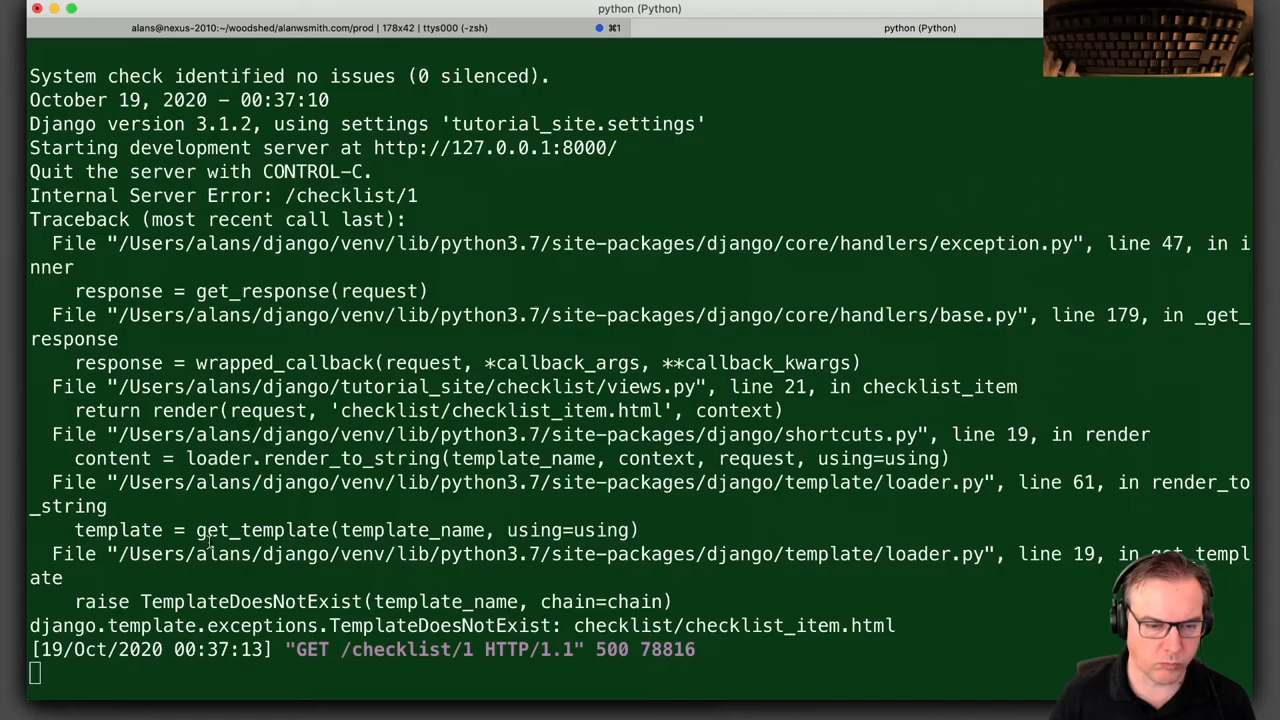 python (Python)
alans@nexus-2010:~/woodshed/alanwsmith.com/prod | 178x42 | ttys000 (-zsh) ⌘1 python (Python)
System check identified no issues (0 silenced).
October 19, 2020 - 00:37:10
Django version 3.1.2, using settings 'tutorial_site.settings'
Starting development server at http://127.0.0.1:8000/
Quit the server with CONTROL-C.
Internal Server Error: /checklist/1
Traceback (most recent call last):
  File "/Users/alans/django/venv/lib/python3.7/site-packages/django/core/handlers/exception.py", line 47, in i
nner
    response = get_response(request)
  File "/Users/alans/django/venv/lib/python3.7/site-packages/django/core/handlers/base.py", line 179, in _get_
response
    response = wrapped_callback(request, *callback_args, **callback_kwargs)
  File "/Users/alans/django/tutorial_site/checklist/views.py", line 21, in checklist_item
    return render(request, 'checklist/checklist_item.html', context)
  File "/Users/alans/django/venv/lib/python3.7/site-packages/django/shortcuts.py", line 19, in render
    content = loader.render_to_string(template_name, context, request, using=using)
  File "/Users/alans/django/venv/lib/python3.7/site-packages/django/template/loader.py", line 61, in render_to
_string
    template = get_template(template_name, using=using)
  File "/Users/alans/django/venv/lib/python3.7/site-packages/django/template/loader.py", line 19, in get_templ
ate
    raise TemplateDoesNotExist(template_name, chain=chain)
django.template.exceptions.TemplateDoesNotExist: checklist/checklist_item.html
[19/Oct/2020 00:37:13] "GET /checklist/1 HTTP/1.1" 500 78816